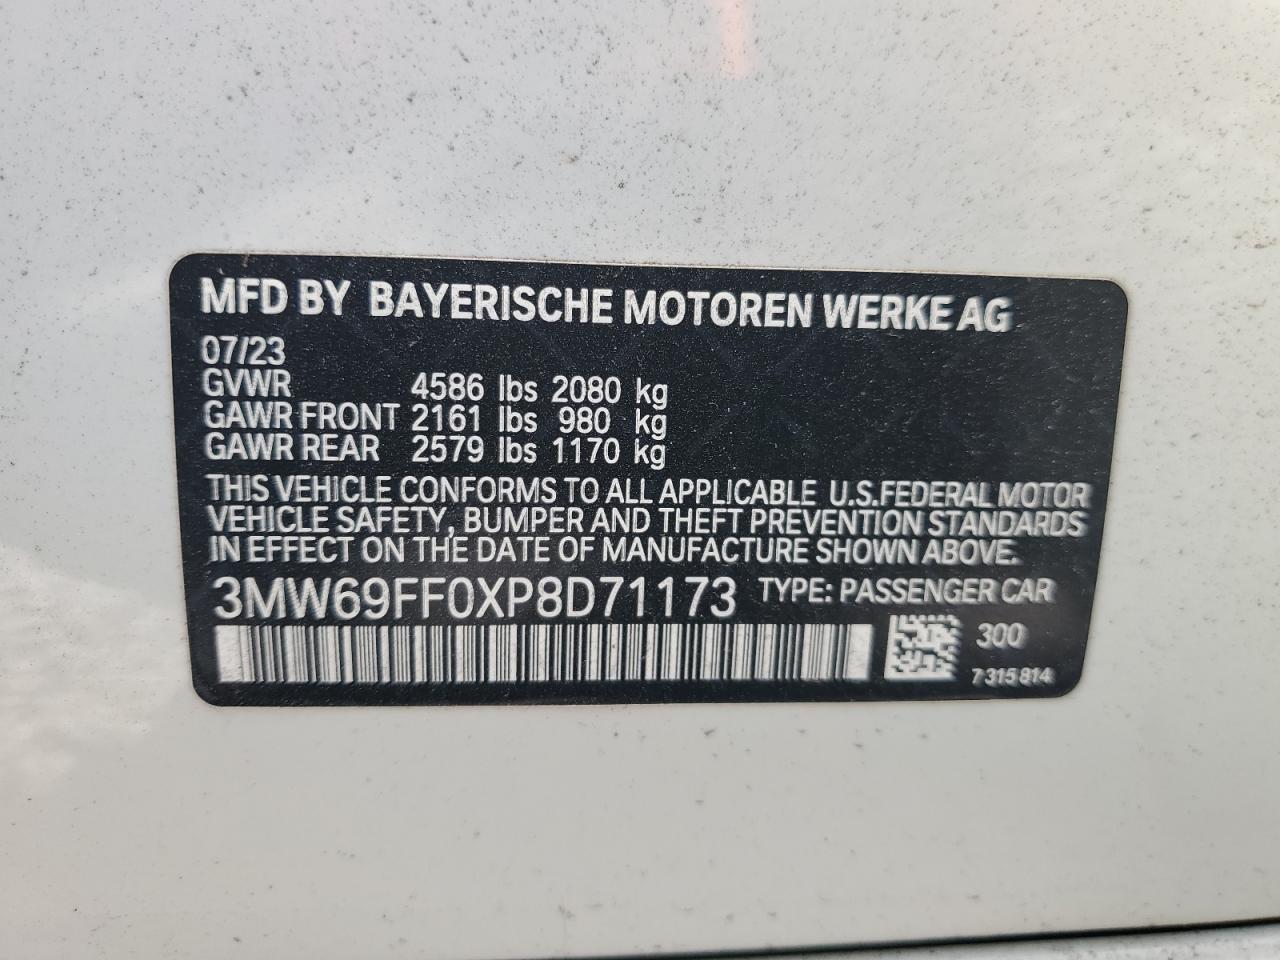 MFD BY BAYERISCHE MOTOREN WERKE AG
07/23
GVWR 4586 lbs 2080 kg
GAWR FRONT 2161 lbs 980 kg
GAWR REAR 2579 lbs 1170 kg
THIS VEHICLE CONFORMS TO ALL APPLICABLE U.S.FEDERAL MOTOR
VEHICLE SAFETY, BUMPER AND THEFT PREVENTION STANDARDS
IN EFFECT ON THE DATE OF MANUFACTURE SHOWN ABOVE.
3MW69FF0XP8D71173 TYPE: PASSENGER CAR
300
7 315 814